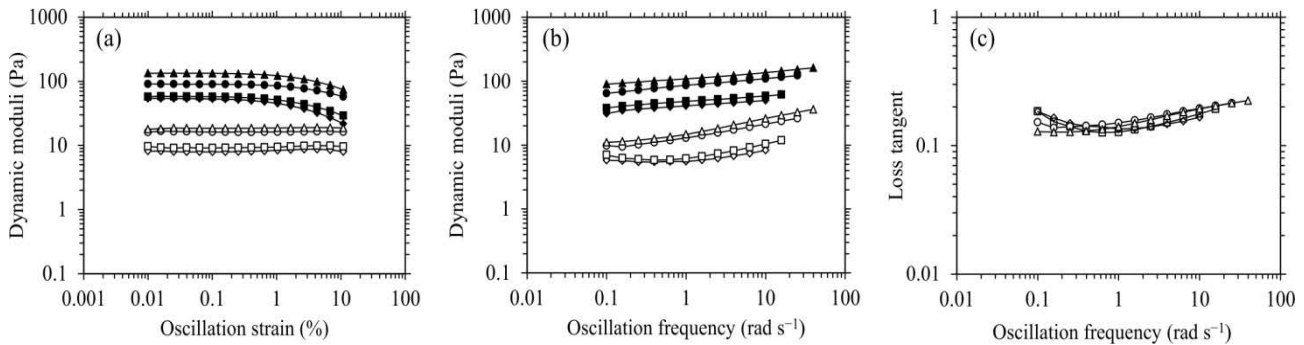 (a)
Dynamic moduli (Pa)
1000
100
10
1
0.1
0.001 0.01 0.1 1 10 100
Oscillation strain (%)
(b)
Dynamic moduli (Pa)
1000
100
10
1
0.1
0.01 0.1 1 10 100
Oscillation frequency (rad s⁻¹)
(c)
Loss tangent
1
0.1
0.01
0.01 0.1 1 10 100
Oscillation frequency (rad s⁻¹)